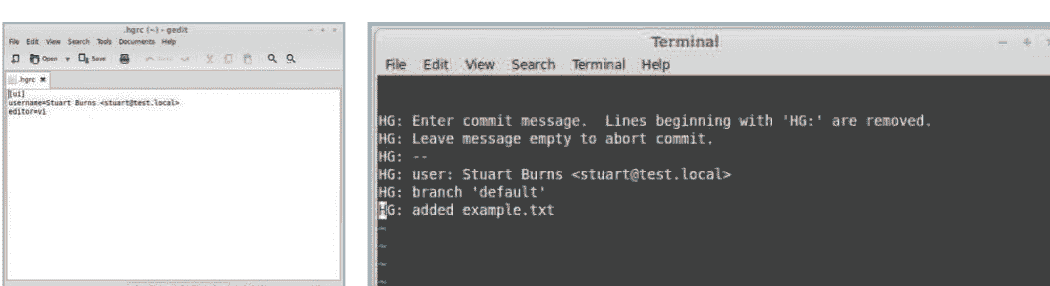 .hgrc (~) - gedit
File Edit View Search Tools Documents Help
Open Save
.hgrc
[ui]
username=Stuart Burns <stuart@test.local>
editor=vi
Terminal
File Edit View Search Terminal Help
HG: Enter commit message.  Lines beginning with 'HG:' are removed.
HG: Leave message empty to abort commit.
HG: --
HG: user: Stuart Burns <stuart@test.local>
HG: branch 'default'
HG: added example.txt
~
~
~
~